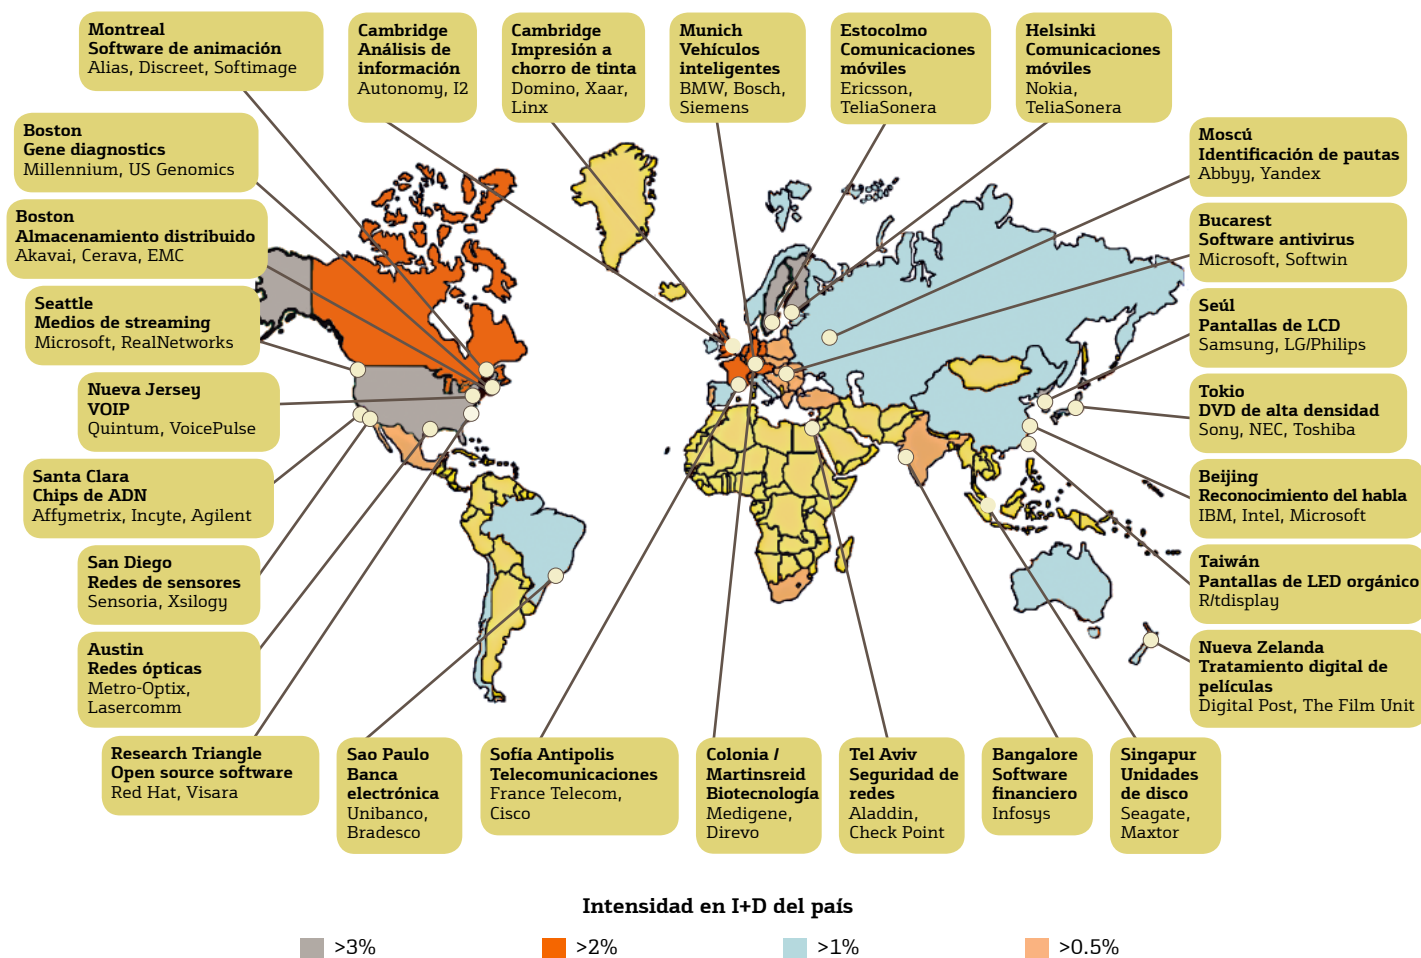 Montreal
Software de animación
Alias, Discreet, Softimage
Cambridge
Análisis de
información
Autonomy, I2
Cambridge
Impresión a
chorro de tinta
Domino, Xaar,
Linx
Munich
Vehículos
inteligentes
BMW, Bosch,
Siemens
Estocolmo
Comunicaciones
móviles
Ericsson,
TeliaSonera
Helsinki
Comunicaciones
móviles
Nokia,
TeliaSonera
Boston
Gene diagnostics
Millennium, US Genomics
Boston
Almacenamiento distribuido
Akavai, Cerava, EMC
Seattle
Medios de streaming
Microsoft, RealNetworks
Nueva Jersey
VOIP
Quintum, VoicePulse
Santa Clara
Chips de ADN
Affymetrix, Incyte, Agilent
San Diego
Redes de sensores
Sensoria, Xsilogy
Austin
Redes ópticas
Metro-Optix,
Lasercomm
Moscú
Identificación de pautas
Abbyy, Yandex
Bucarest
Software antivirus
Microsoft, Softwin
Seúl
Pantallas de LCD
Samsung, LG/Philips
Tokio
DVD de alta densidad
Sony, NEC, Toshiba
Beijing
Reconocimiento del habla
IBM, Intel, Microsoft
Taiwán
Pantallas de LED orgánico
R/tdisplay
Nueva Zelanda
Tratamiento digital de
películas
Digital Post, The Film Unit
Research Triangle
Open source software
Red Hat, Visara
Sao Paulo
Banca
electrónica
Unibanco,
Bradesco
Sofía Antipolis
Telecomunicaciones
France Telecom,
Cisco
Colonia /
Martinsreid
Biotecnología
Medigene,
Direvo
Tel Aviv
Seguridad de
redes
Aladdin,
Check Point
Bangalore
Software
financiero
Infosys
Singapur
Unidades
de disco
Seagate,
Maxtor
Intensidad en I+D del país
>3%
>2%
>1%
>0.5%